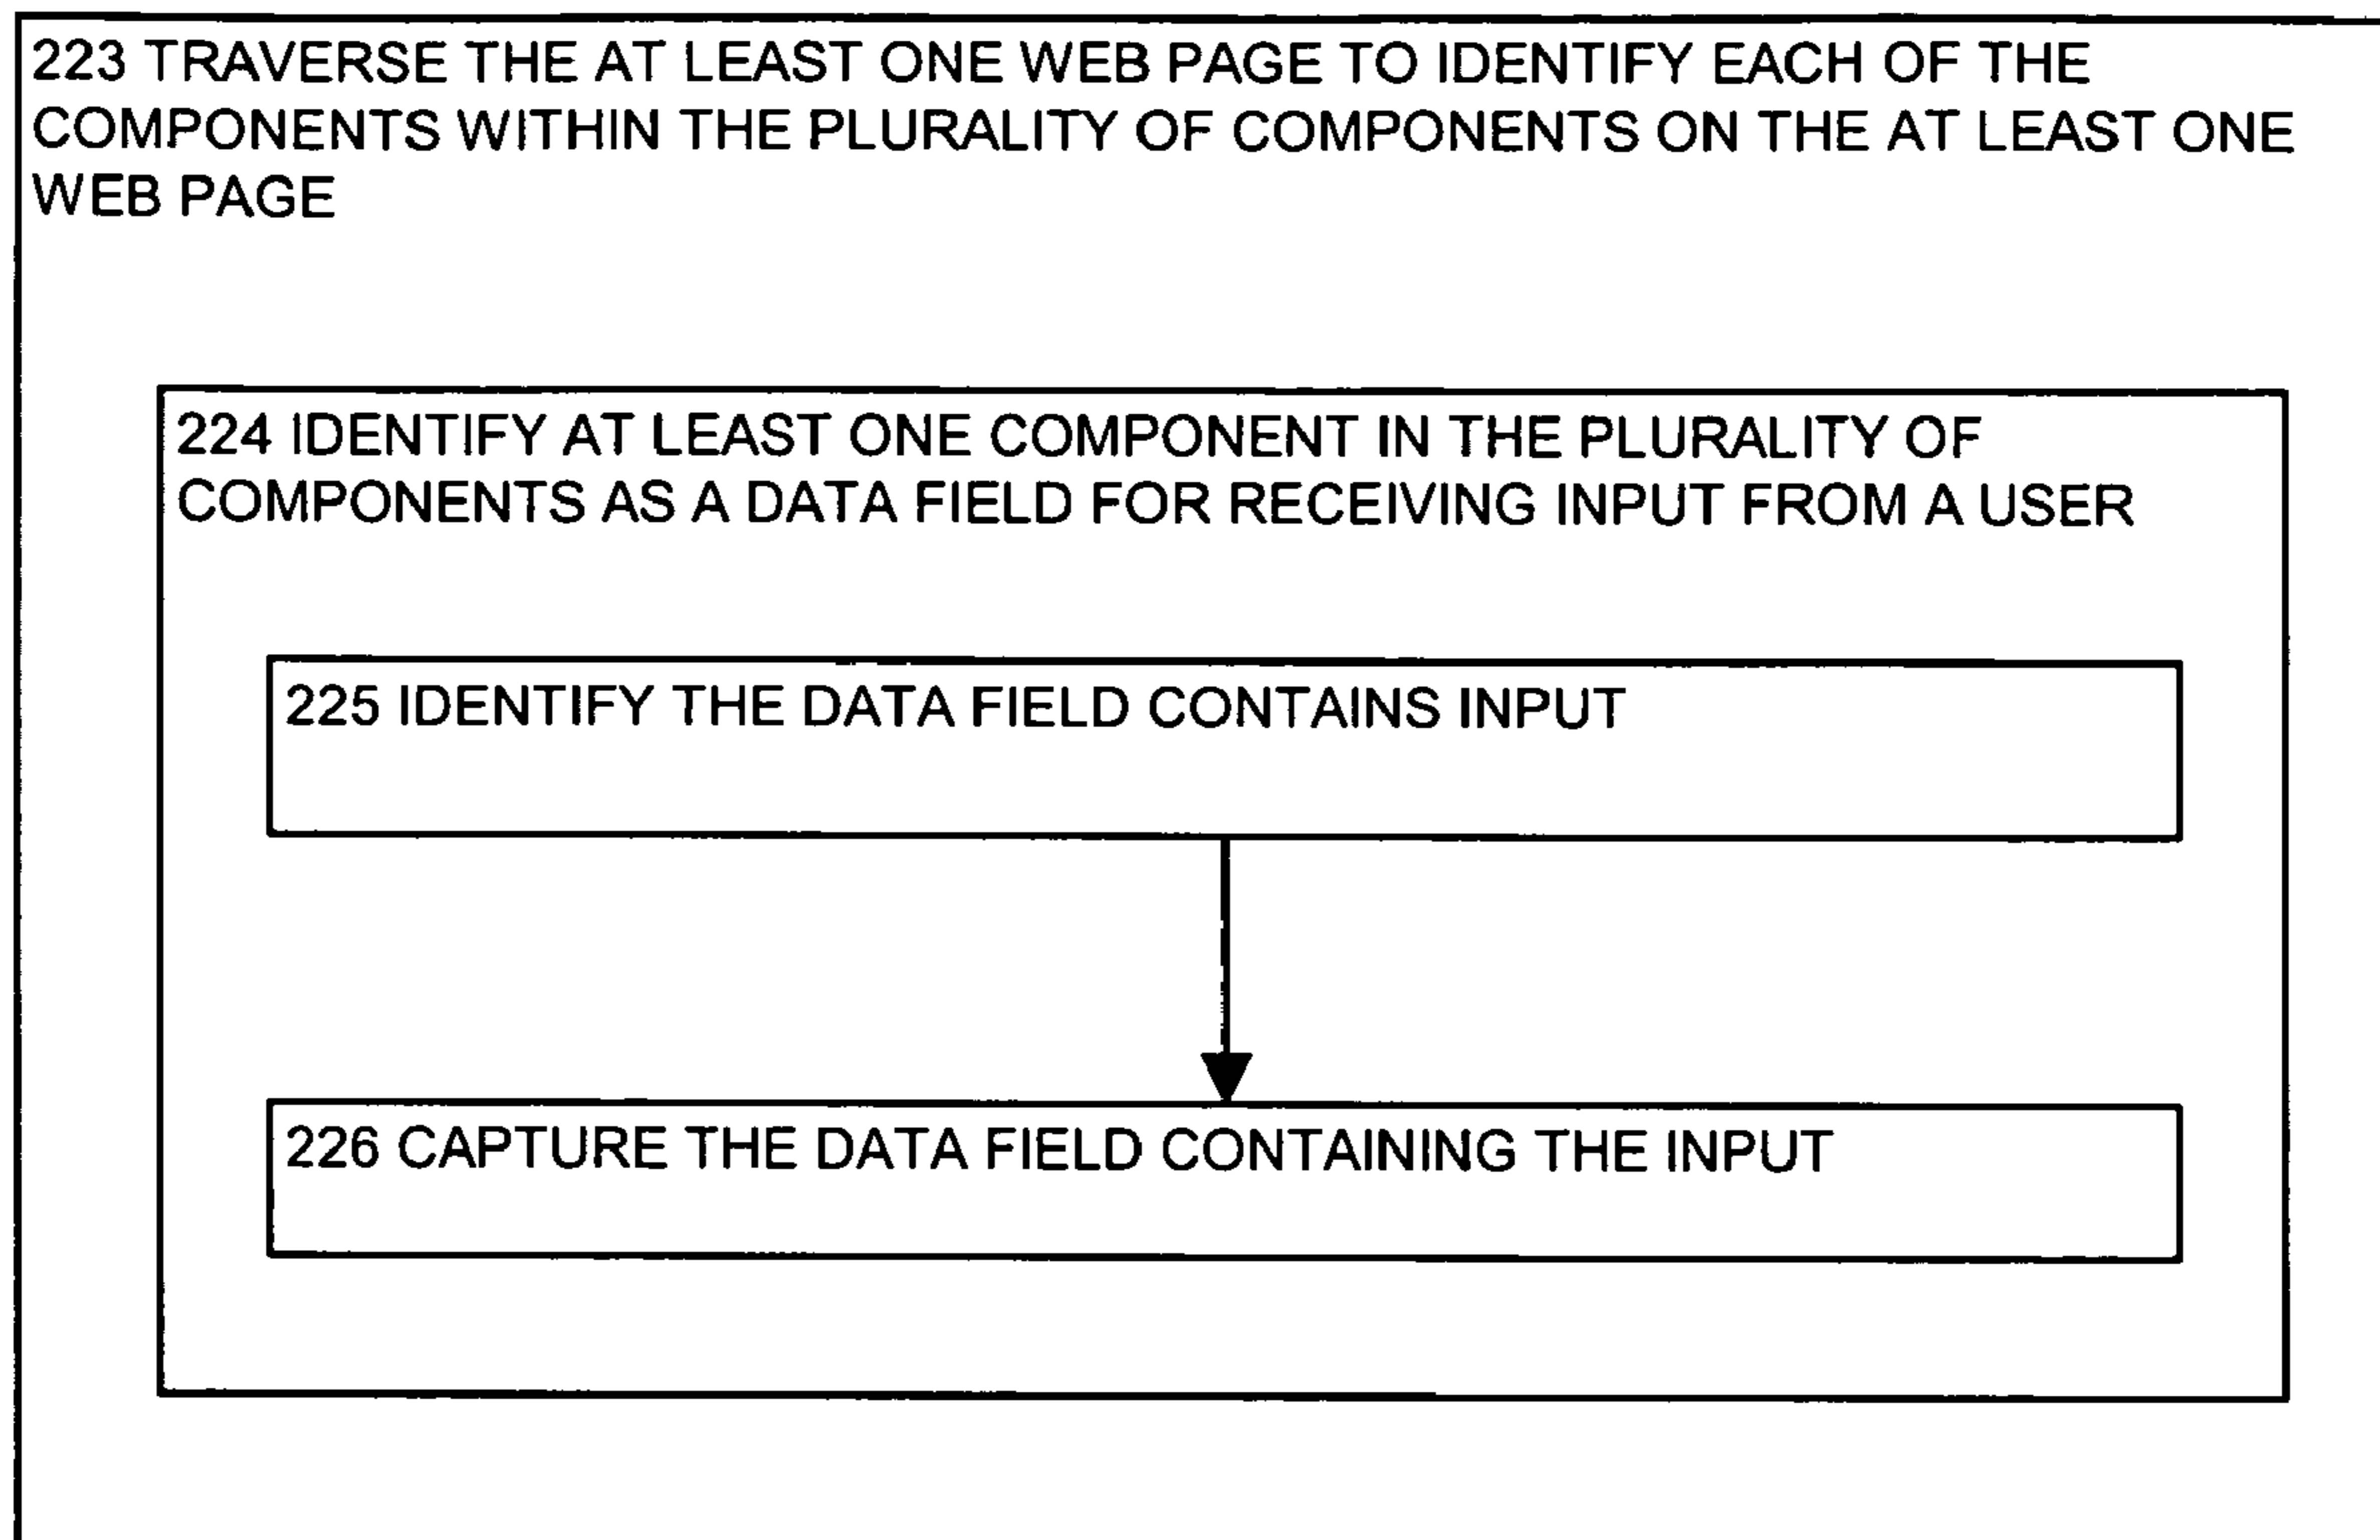 223 TRAVERSE THE AT LEAST ONE WEB PAGE TO IDENTIFY EACH OF THE
COMPONENTS WITHIN THE PLURALITY OF COMPONENTS ON THE AT LEAST ONE
WEB PAGE
224 IDENTIFY AT LEAST ONE COMPONENT IN THE PLURALITY OF
COMPONENTS AS A DATA FIELD FOR RECEIVING INPUT FROM A USER
225 IDENTIFY THE DATA FIELD CONTAINS INPUT
226 CAPTURE THE DATA FIELD CONTAINING THE INPUT